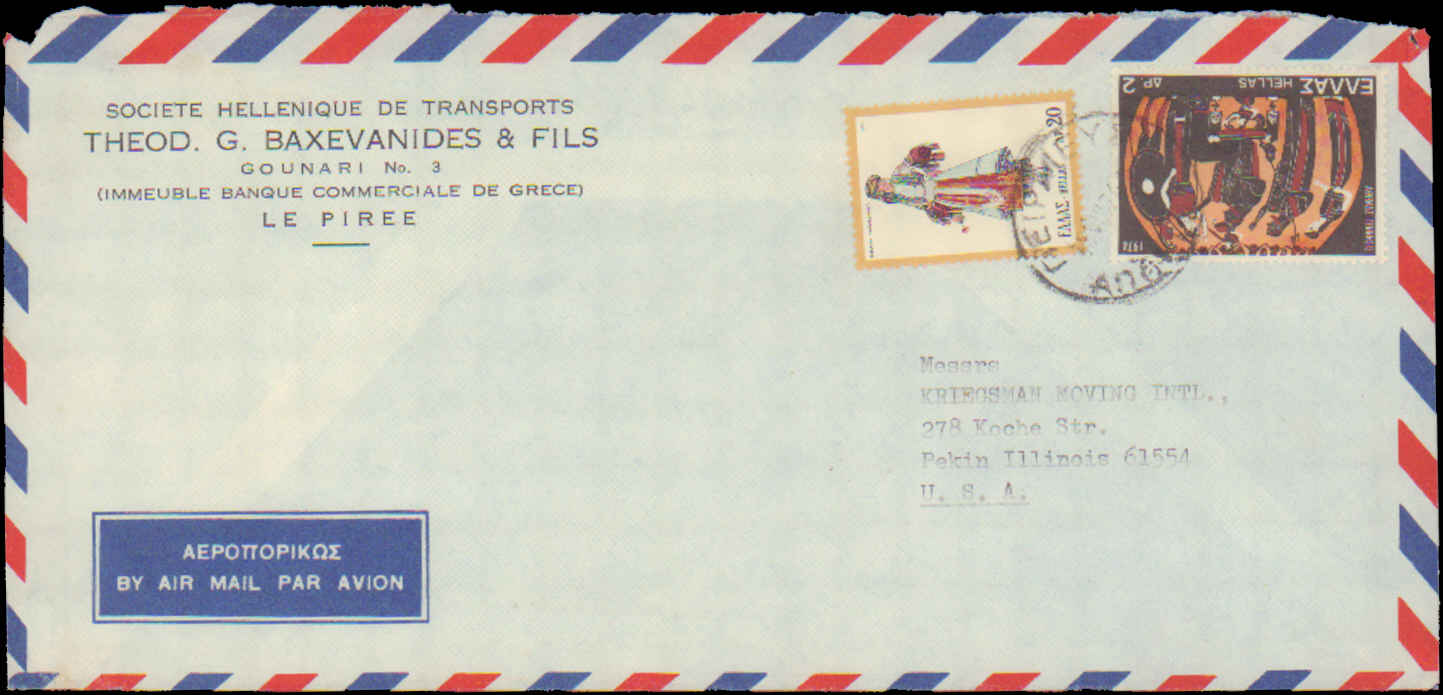 SOCIETE HELLENIQUE DE TRANSPORTS
THEOD. G. BAXEVANIDES & FILS
GOUNARI No. 3
(IMMEUBLE BANQUE COMMERCIALE DE GRECE)
LE PIREE
20
ΕΛΛΑΣ-HELLAS
ΕΛΛΑΣ HELLAS ΔΡ. 2
1974
Messrs
KRIEGSMAN MOVING INTL.,
278 Koche Str.
Pekin Illinois 61554
U. S. A.
ΑΕΡΟΠΟΡΙΚΩΣ
BY AIR MAIL PAR AVION